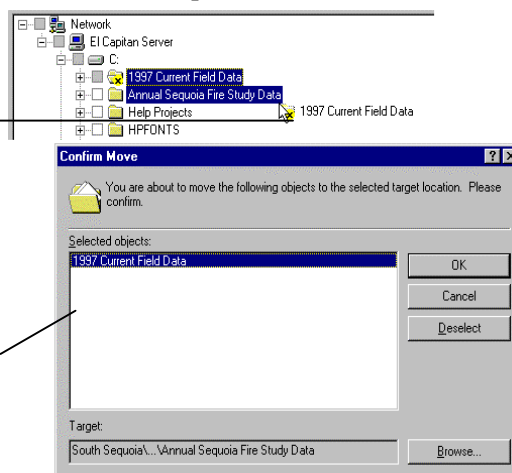 Network
El Capitan Server
C:
1997 Current Field Data
Annual Sequoia Fire Study Data
Help Projects
1997 Current Field Data
HPFONTS
Confirm Move
You are about to move the following objects to the selected target location. Please
confirm.
Selected objects:
1997 Current Field Data
OK
Cancel
Deselect
Target:
South Sequoia\...\Annual Sequoia Fire Study Data
Browse...